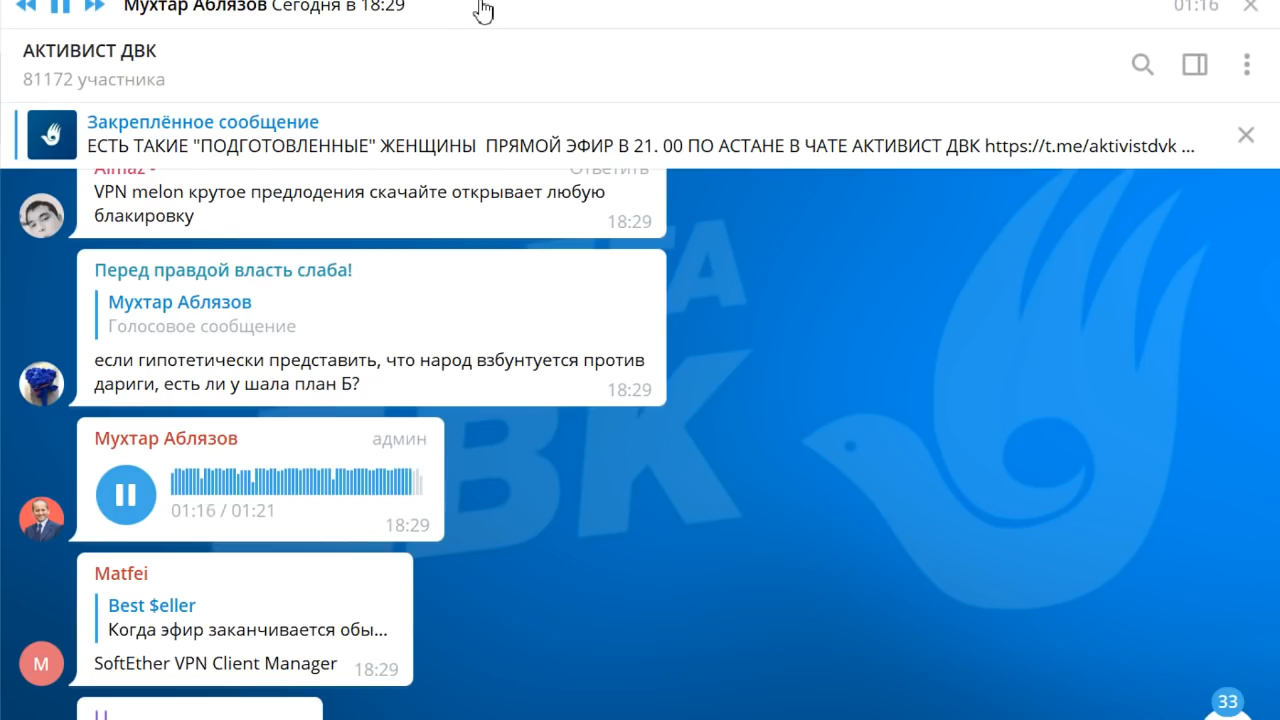 Мухтар Аблязов Сегодня в 18:29
01:16
АКТИВИСТ ДВК
81172 участника
Закреплённое сообщение
ЕСТЬ ТАКИЕ "ПОДГОТОВЛЕННЫЕ" ЖЕНЩИНЫ ПРЯМОЙ ЭФИР В 21. 00 ПО АСТАНЕ В ЧАТЕ АКТИВИСТ ДВК https://t.me/aktivistdvk ...
Almaz - Ответить
VPN melon крутое предлодения скачайте открывает любую
блакировку
18:29
Перед правдой власть слаба!
Мухтар Аблязов
Голосовое сообщение
если гипотетически представить, что народ взбунтуется против
дариги, есть ли у шала план Б?
18:29
Мухтар Аблязов админ
01:16 / 01:21
18:29
Matfei
Best $eller
Когда эфир заканчивается обы...
М
SoftEther VPN Client Manager 18:29
33